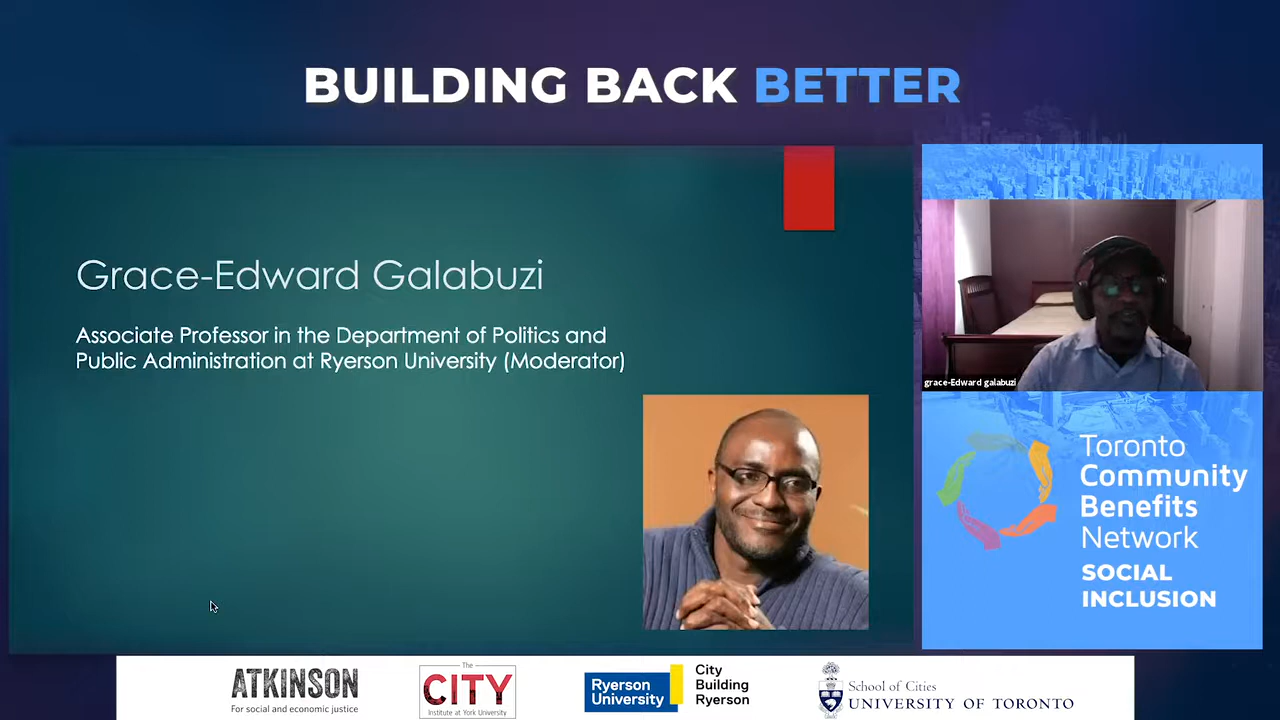 BUILDING BACK BETTER
Grace-Edward Galabuzi
Associate Professor in the Department of Politics and
Public Administration at Ryerson University (Moderator)
grace-Edward galabuzi
Toronto
Community
Benefits
Network
SOCIAL
INCLUSION
ATKINSON
For social and economic justice
The
CITY
Institute at York University
Ryerson
University
City
Building
Ryerson
School of Cities
UNIVERSITY OF TORONTO